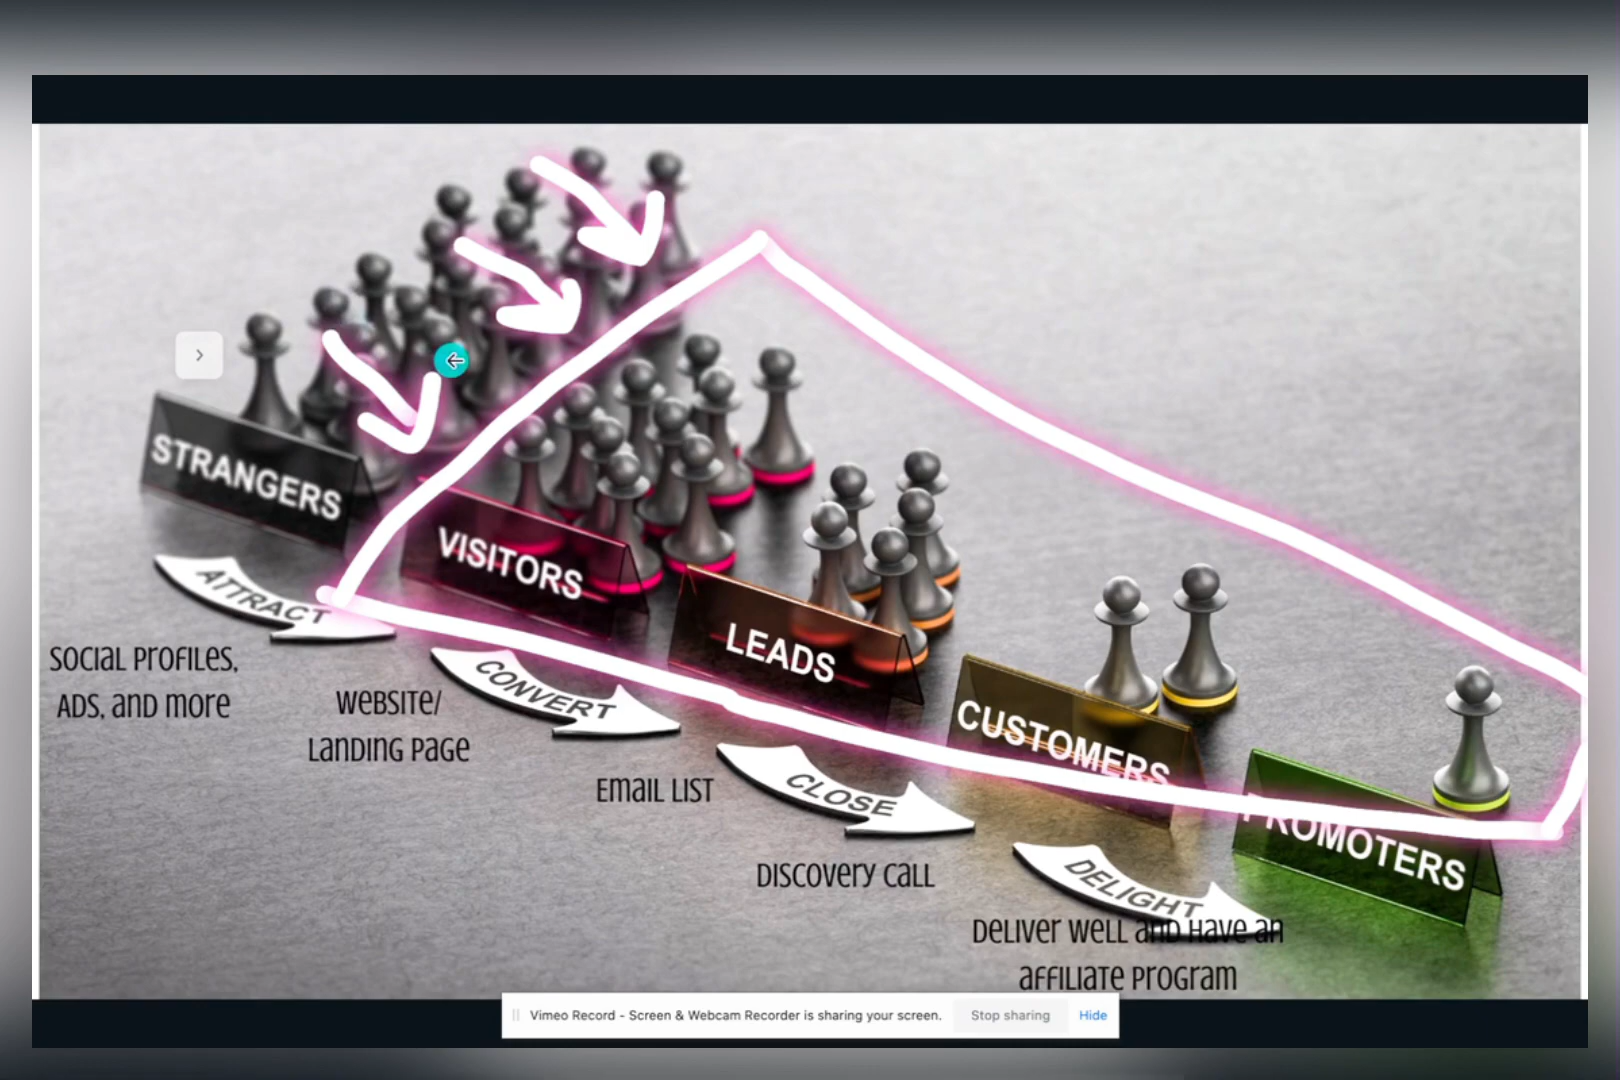 STRANGERS
VISITORS
LEADS
CUSTOMERS
PROMOTERS
ATTRACT
Social Profiles,
Ads, and more
CONVERT
Website/
Landing Page
CLOSE
Email List
DELIGHT
Discovery Call
Deliver well and have an
affiliate program
Vimeo Record - Screen & Webcam Recorder is sharing your screen.
Stop sharing
Hide